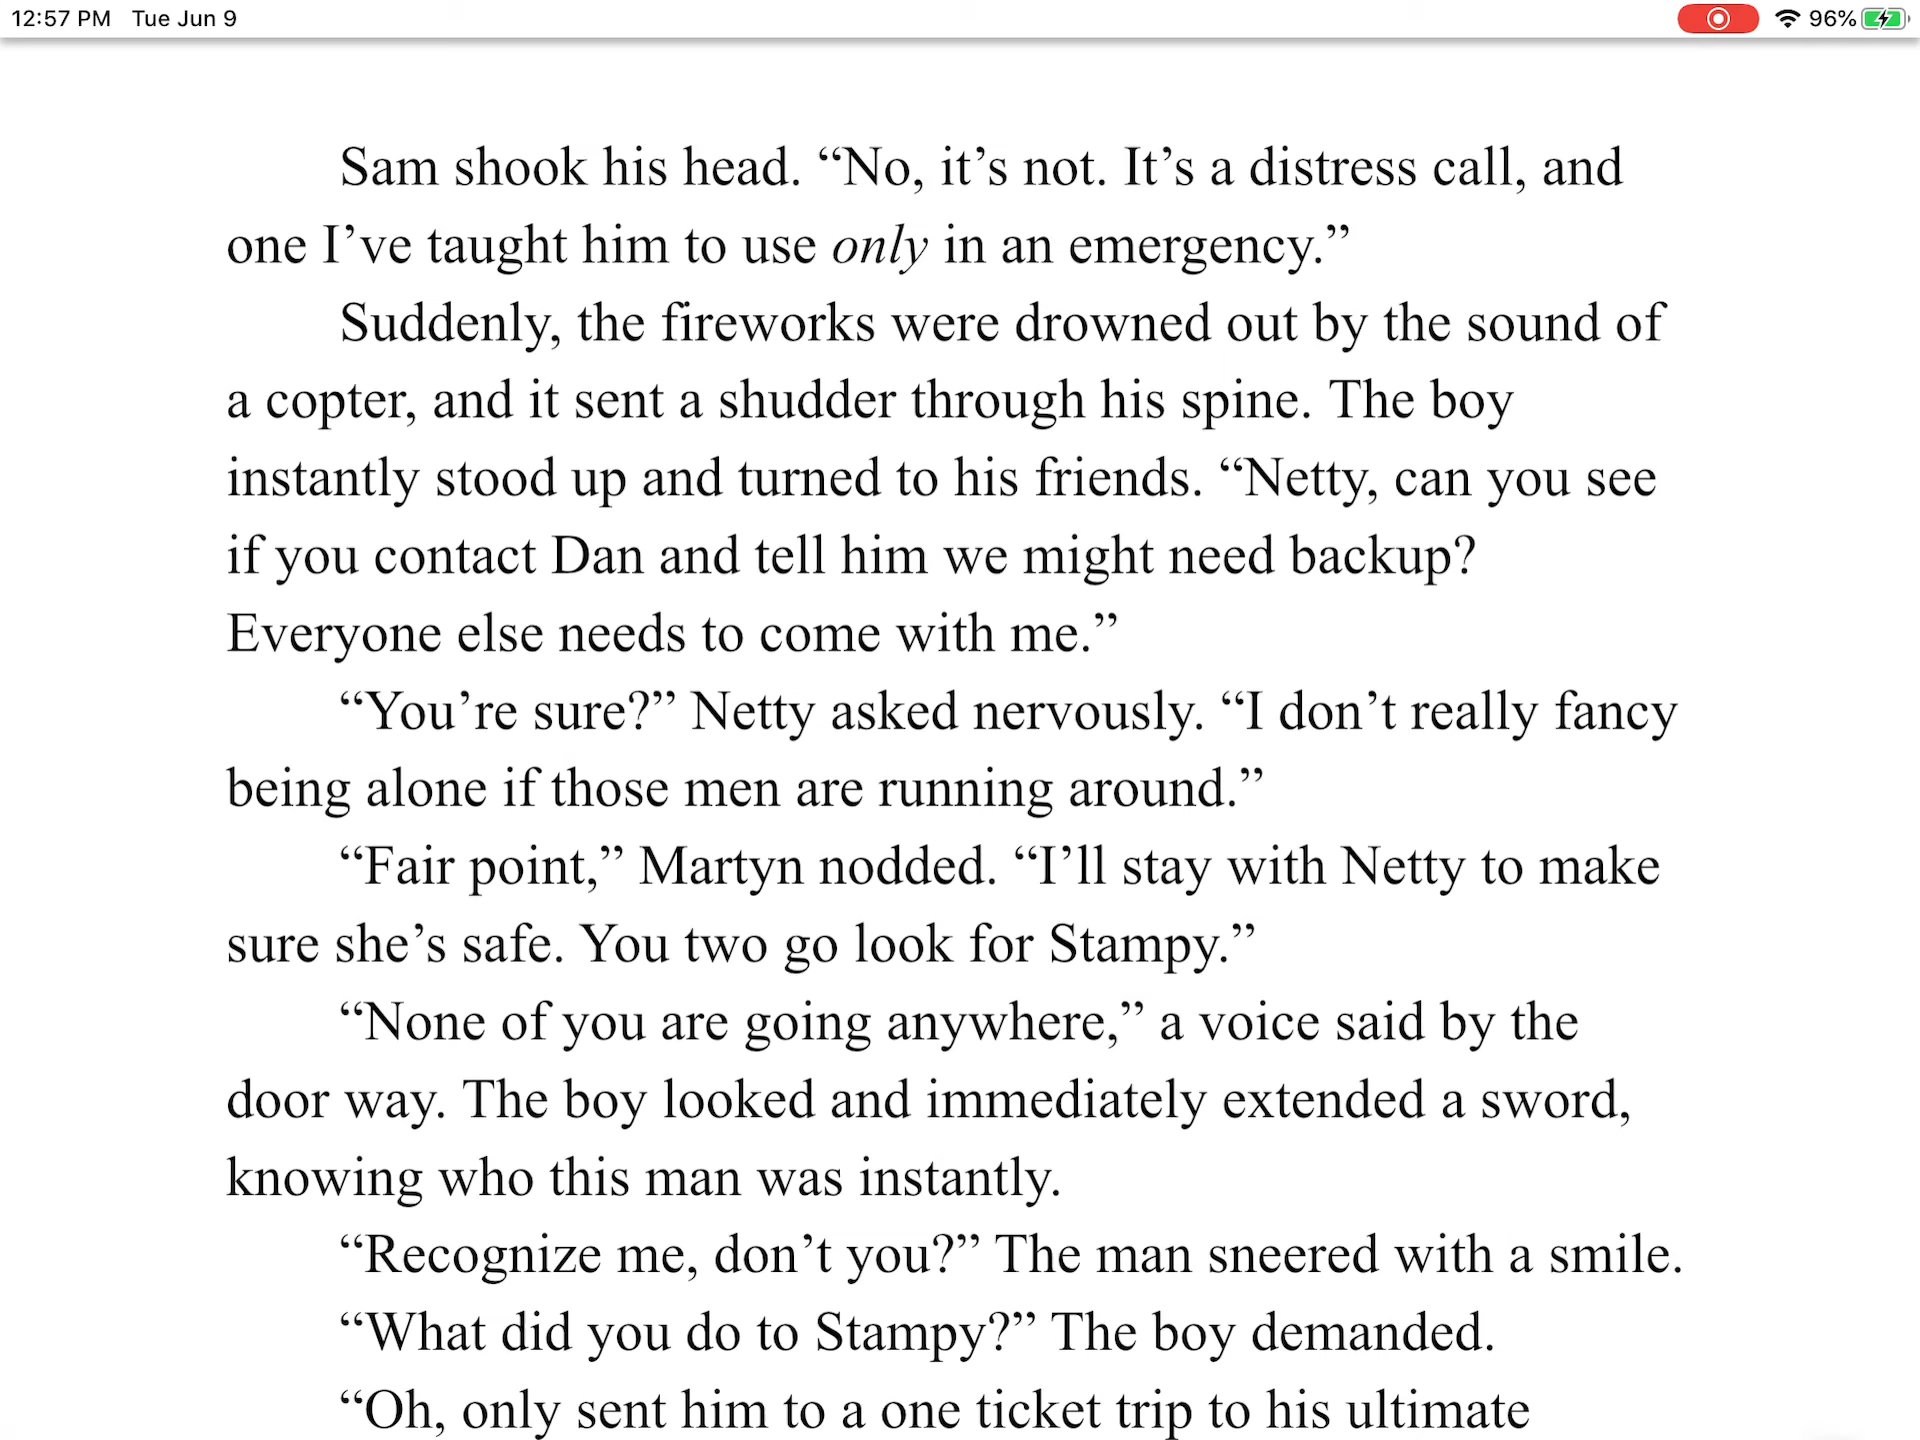 12:57 PM Tue Jun 9 96%
Sam shook his head. “No, it’s not. It’s a distress call, and
one I’ve taught him to use only in an emergency.”
Suddenly, the fireworks were drowned out by the sound of
a copter, and it sent a shudder through his spine. The boy
instantly stood up and turned to his friends. “Netty, can you see
if you contact Dan and tell him we might need backup?
Everyone else needs to come with me.”
“You’re sure?” Netty asked nervously. “I don’t really fancy
being alone if those men are running around.”
“Fair point,” Martyn nodded. “I’ll stay with Netty to make
sure she’s safe. You two go look for Stampy.”
“None of you are going anywhere,” a voice said by the
door way. The boy looked and immediately extended a sword,
knowing who this man was instantly.
“Recognize me, don’t you?” The man sneered with a smile.
“What did you do to Stampy?” The boy demanded.
“Oh, only sent him to a one ticket trip to his ultimate